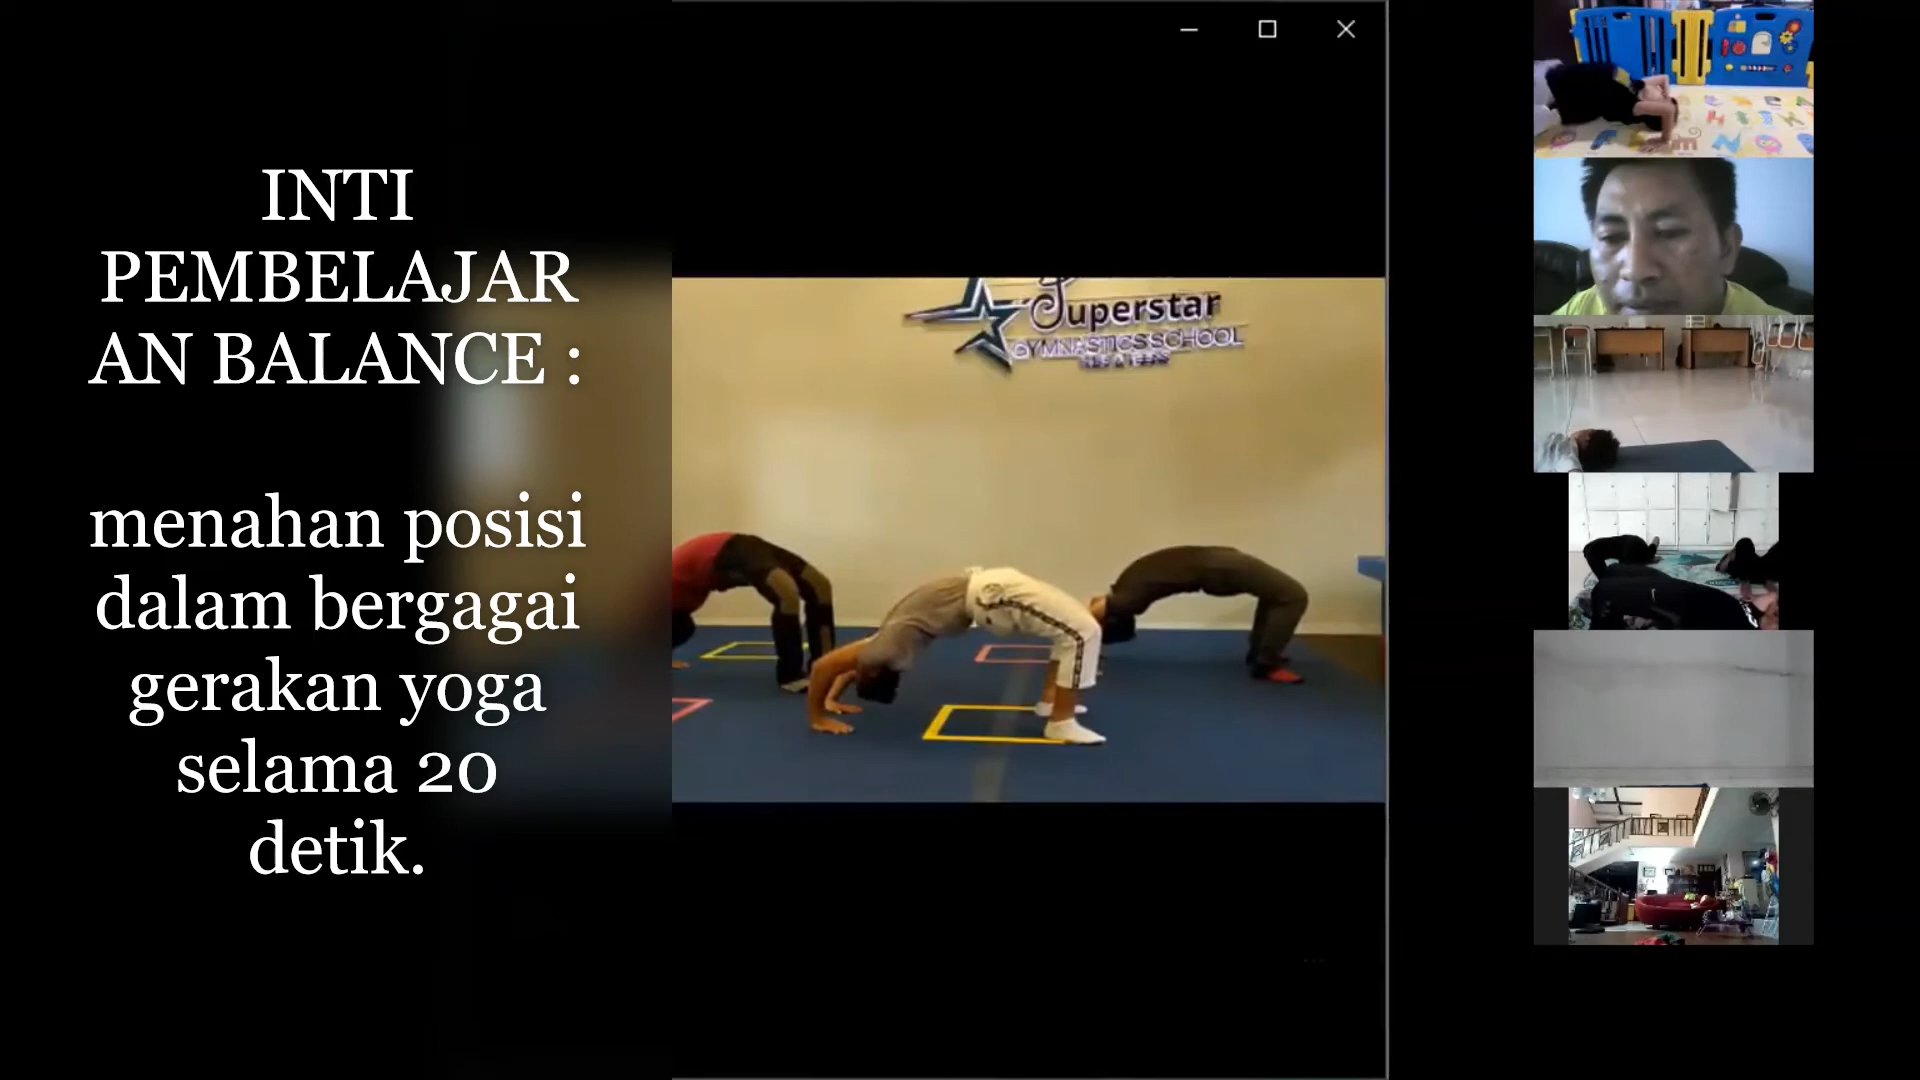 INTI
PEMBELAJAR
AN BALANCE :
menahan posisi
dalam bergagai
gerakan yoga
selama 20
detik.
Superstar
GYMNASTICS SCHOOL